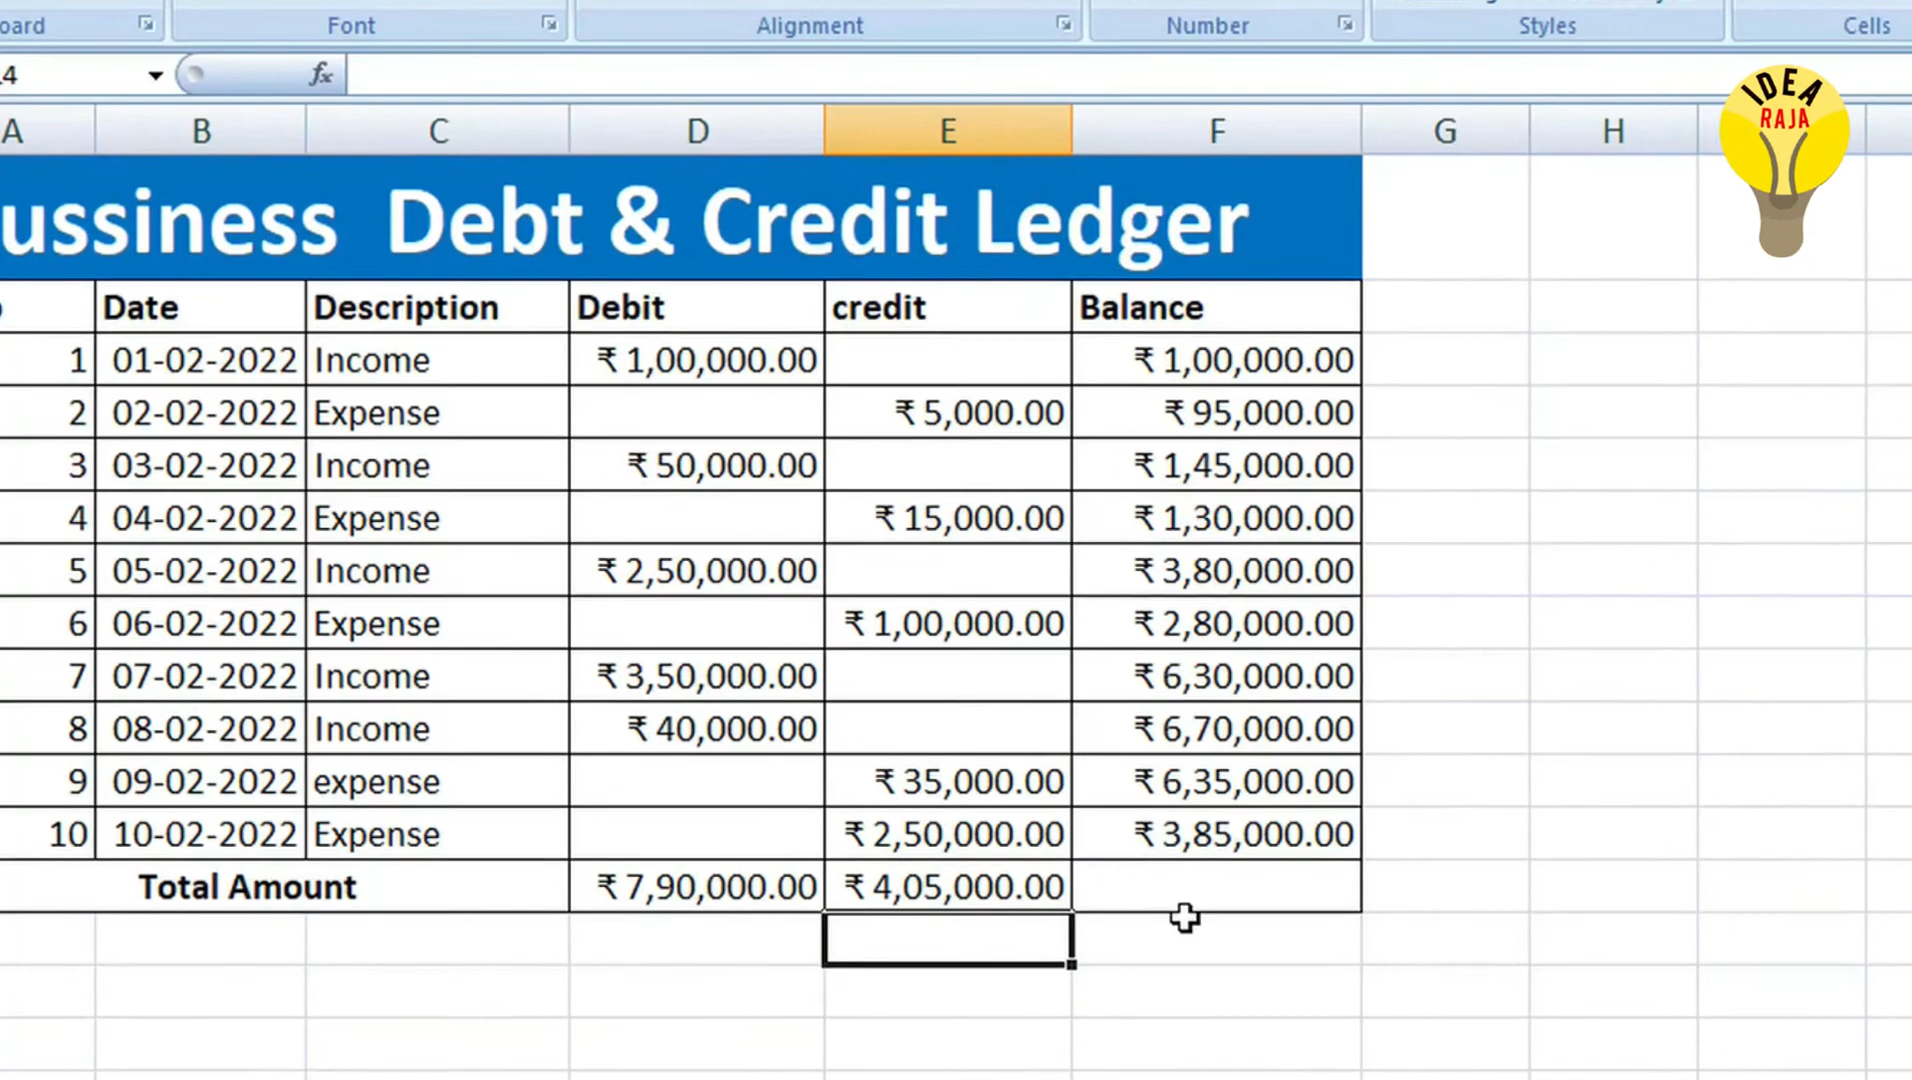 oard Font Alignment Number Styles Cells
4 fx
A B C D E F G H
IDEA
RAJA
ussiness Debt & Credit Ledger
Date Description Debit credit Balance
1 01-02-2022 Income ₹ 1,00,000.00 ₹ 1,00,000.00
2 02-02-2022 Expense ₹ 5,000.00 ₹ 95,000.00
3 03-02-2022 Income ₹ 50,000.00 ₹ 1,45,000.00
4 04-02-2022 Expense ₹ 15,000.00 ₹ 1,30,000.00
5 05-02-2022 Income ₹ 2,50,000.00 ₹ 3,80,000.00
6 06-02-2022 Expense ₹ 1,00,000.00 ₹ 2,80,000.00
7 07-02-2022 Income ₹ 3,50,000.00 ₹ 6,30,000.00
8 08-02-2022 Income ₹ 40,000.00 ₹ 6,70,000.00
9 09-02-2022 expense ₹ 35,000.00 ₹ 6,35,000.00
10 10-02-2022 Expense ₹ 2,50,000.00 ₹ 3,85,000.00
Total Amount ₹ 7,90,000.00 ₹ 4,05,000.00